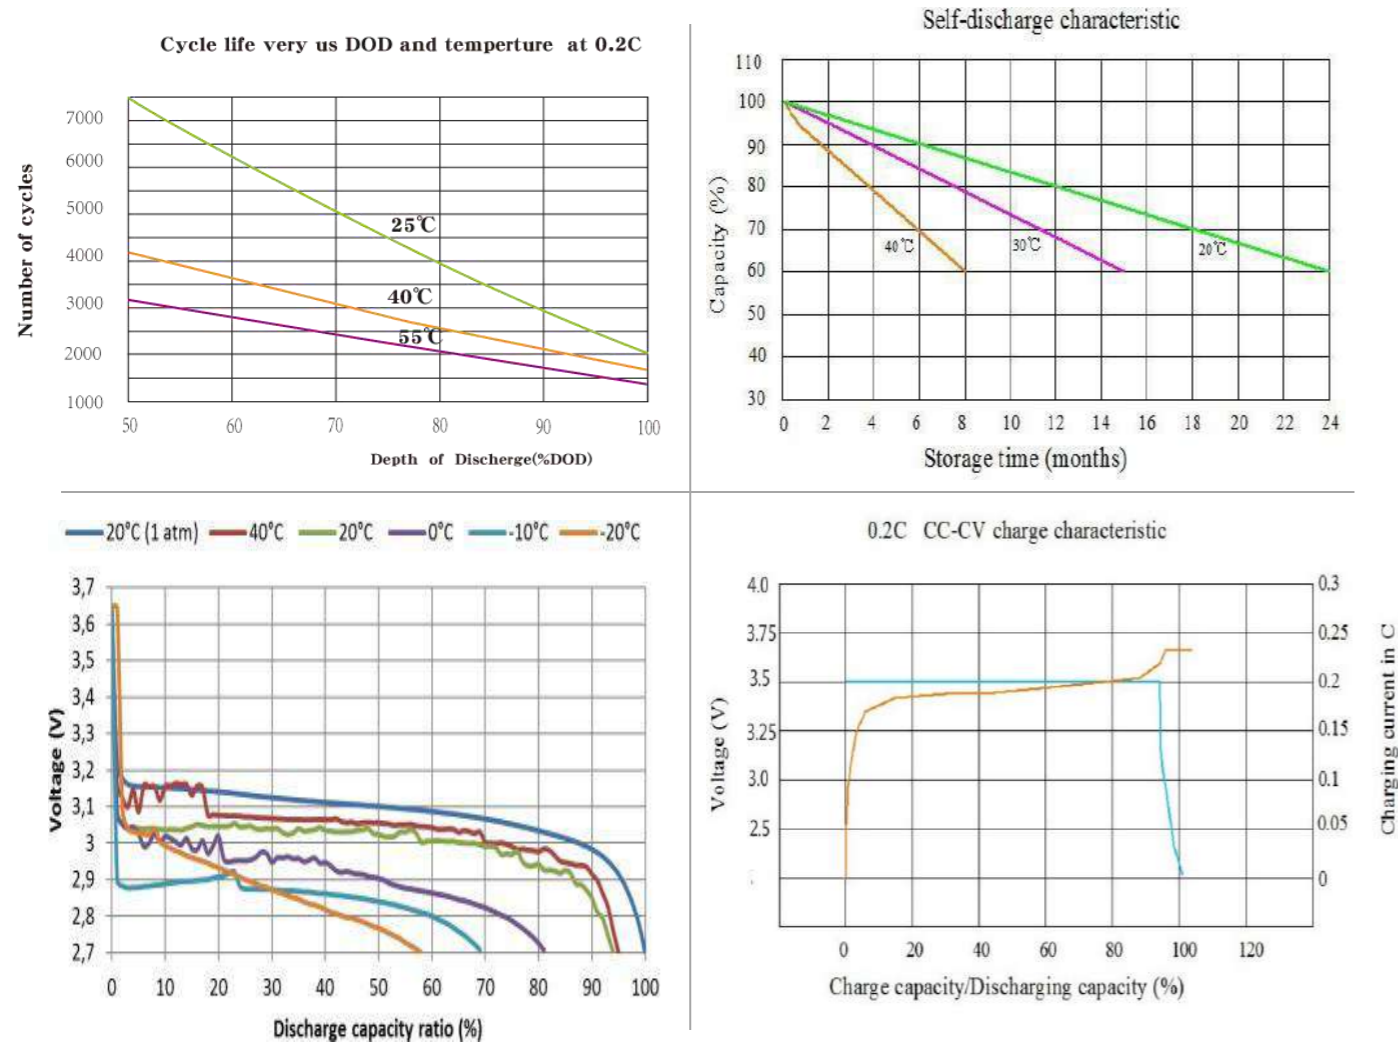 Cycle life very us DOD and temperture at 0.2C
Number of cycles
7000
6000
5000
4000
3000
2000
1000
25℃
40℃
55℃
50 60 70 80 90 100
Depth of Discherge(%DOD)
Self-discharge characteristic
Capacity (%)
110
100
90
80
70
60
50
40
30
40℃ 30℃ 20℃
0 2 4 6 8 10 12 14 16 18 20 22 24
Storage time (months)
20°C (1 atm) 40°C 20°C 0°C -10°C -20°C
Voltage (V)
3,7
3,6
3,5
3,4
3,3
3,2
3,1
3
2,9
2,8
2,7
0 10 20 30 40 50 60 70 80 90 100
Discharge capacity ratio (%)
0.2C CC-CV charge characteristic
Voltage (V)
4.0
3.75
3.5
3.25
3.0
2.5
0.3
0.25
0.2
0.15
0.10
0.05
0
Charging current in C
0 20 40 60 80 100 120
Charge capacity/Discharging capacity (%)